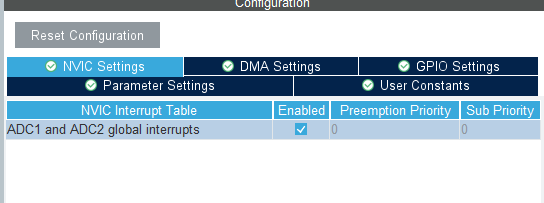 Configuration
Reset Configuration
NVIC Settings DMA Settings GPIO Settings
Parameter Settings User Constants
NVIC Interrupt Table Enabled Preemption Priority Sub Priority
ADC1 and ADC2 global interrupts 0 0